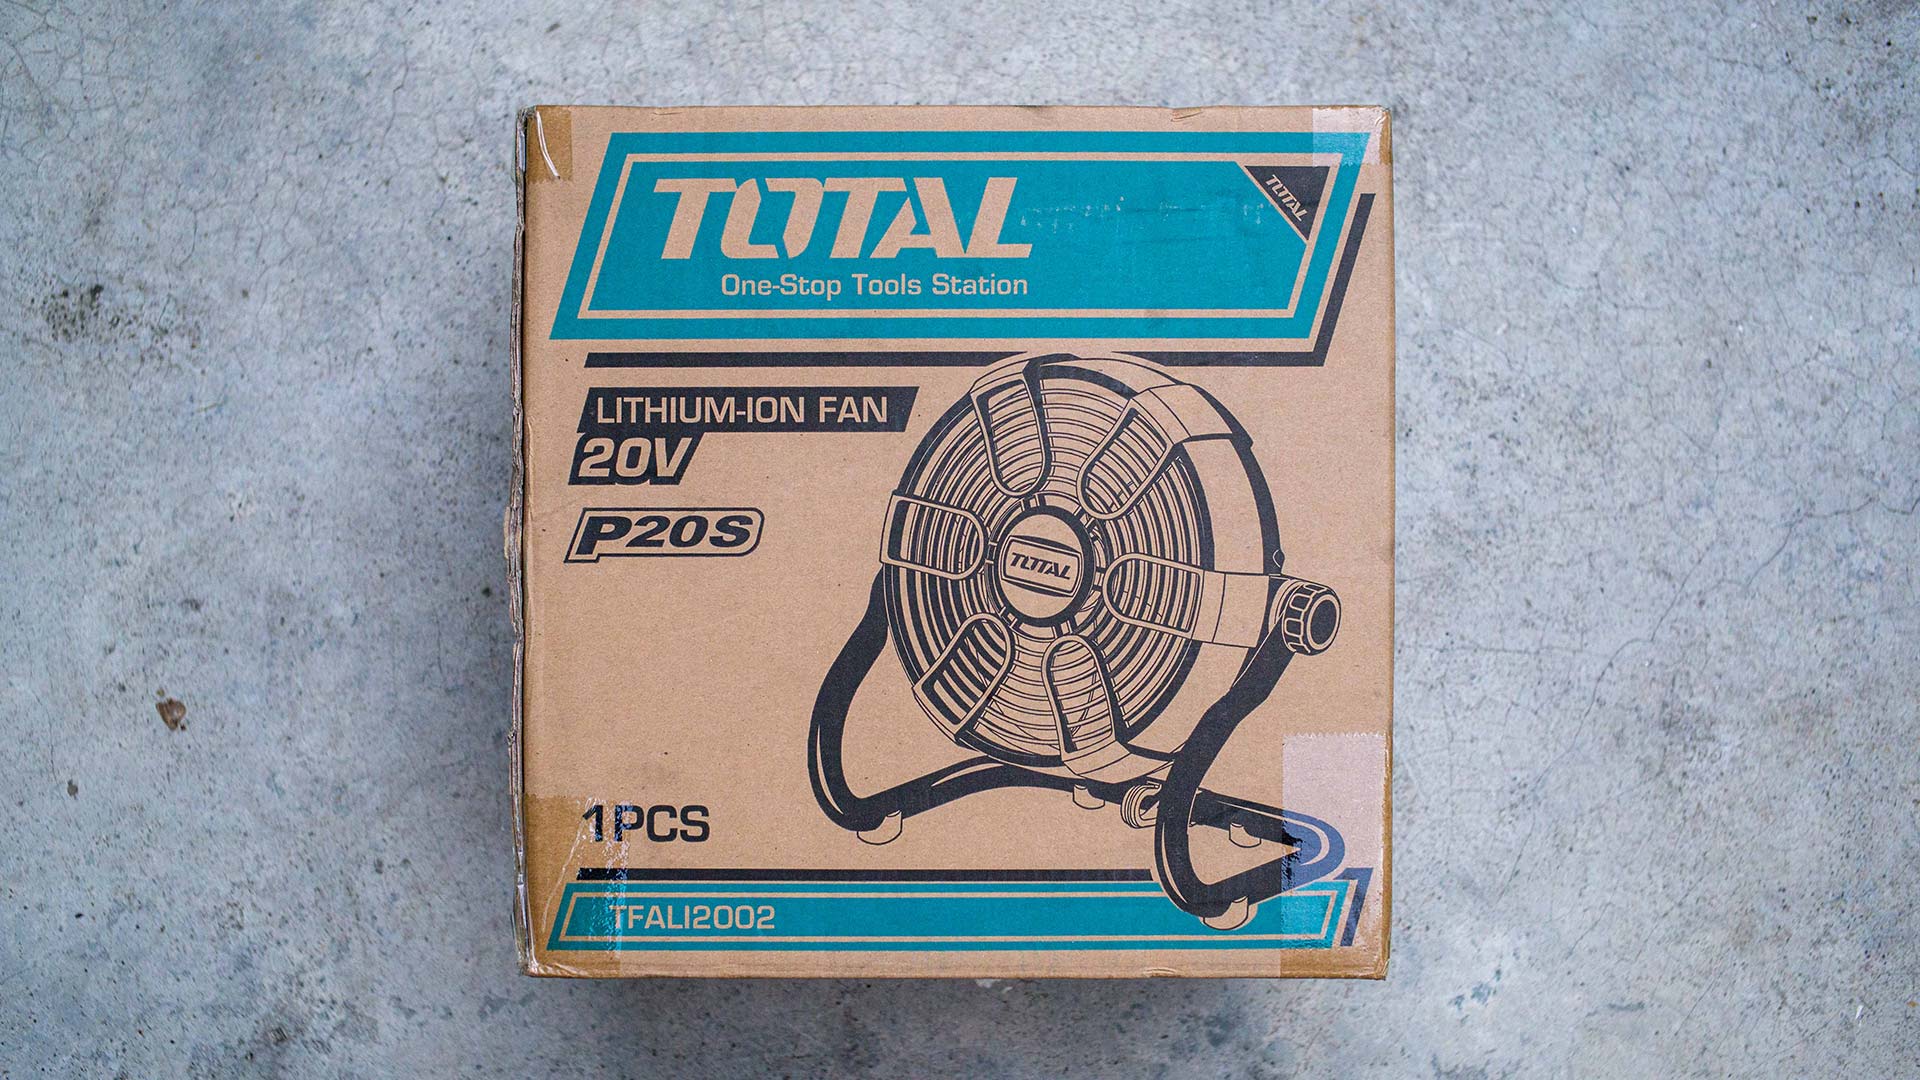 TOTAL
TOTAL
One-Stop Tools Station
LITHIUM-ION FAN
20V
P20S
TOTAL
1PCS
TFALI2002